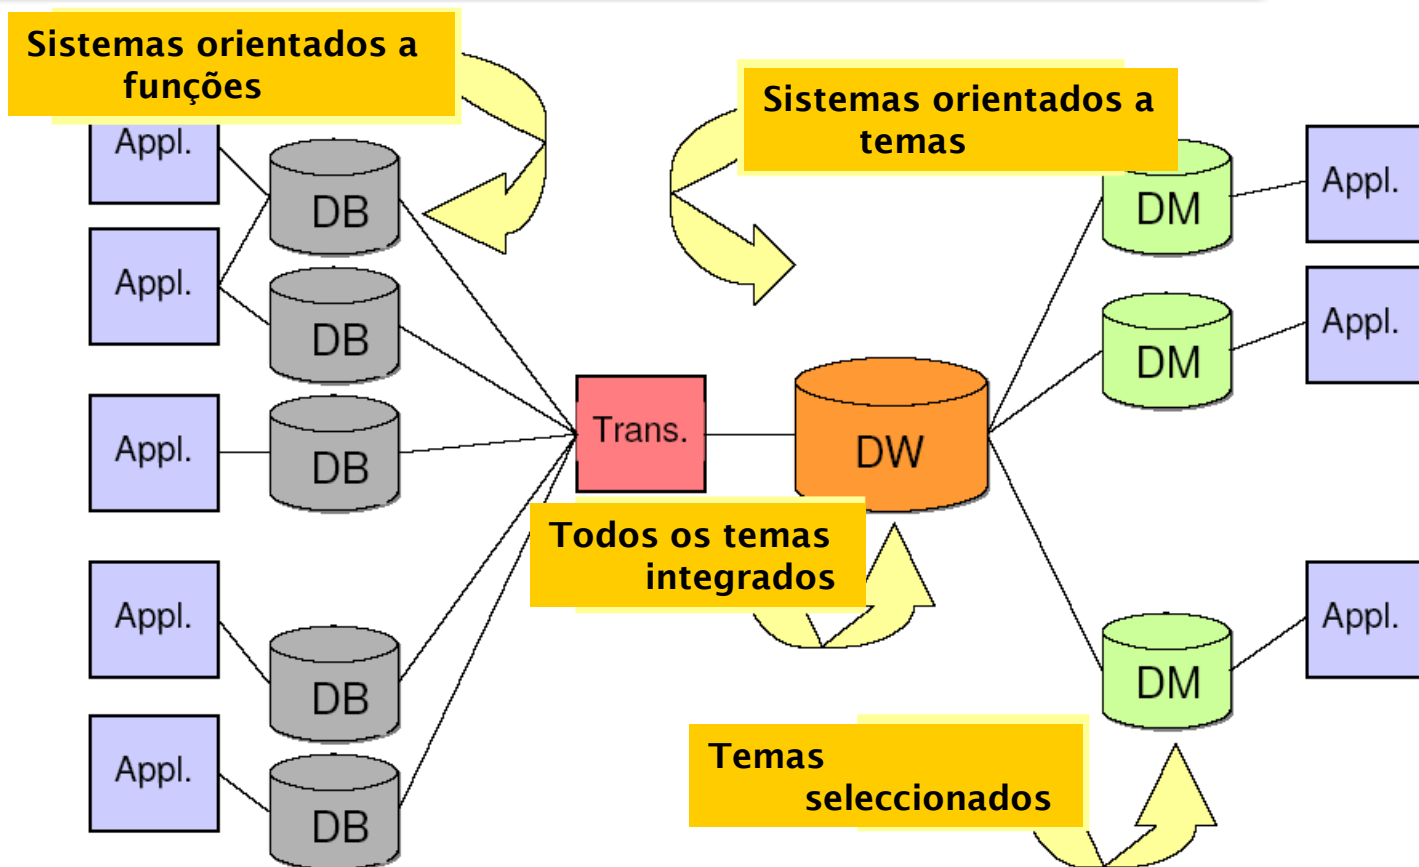 Sistemas orientados a
funções
Sistemas orientados a
temas
Appl.
DB
DM
Appl.
Appl.
DB
DM
Appl.
Trans.
DW
Appl.
DB
Todos os temas
integrados
Appl.
DB
DM
Appl.
Temas
seleccionados
Appl.
DB